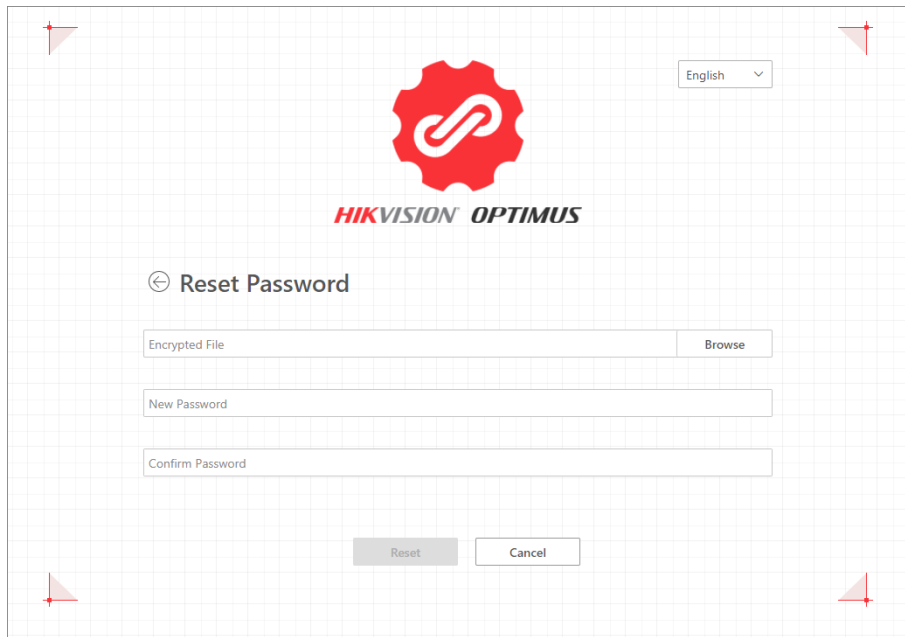 English
HIKVISION OPTIMUS
Reset Password
Encrypted File
Browse
New Password
Confirm Password
Reset
Cancel